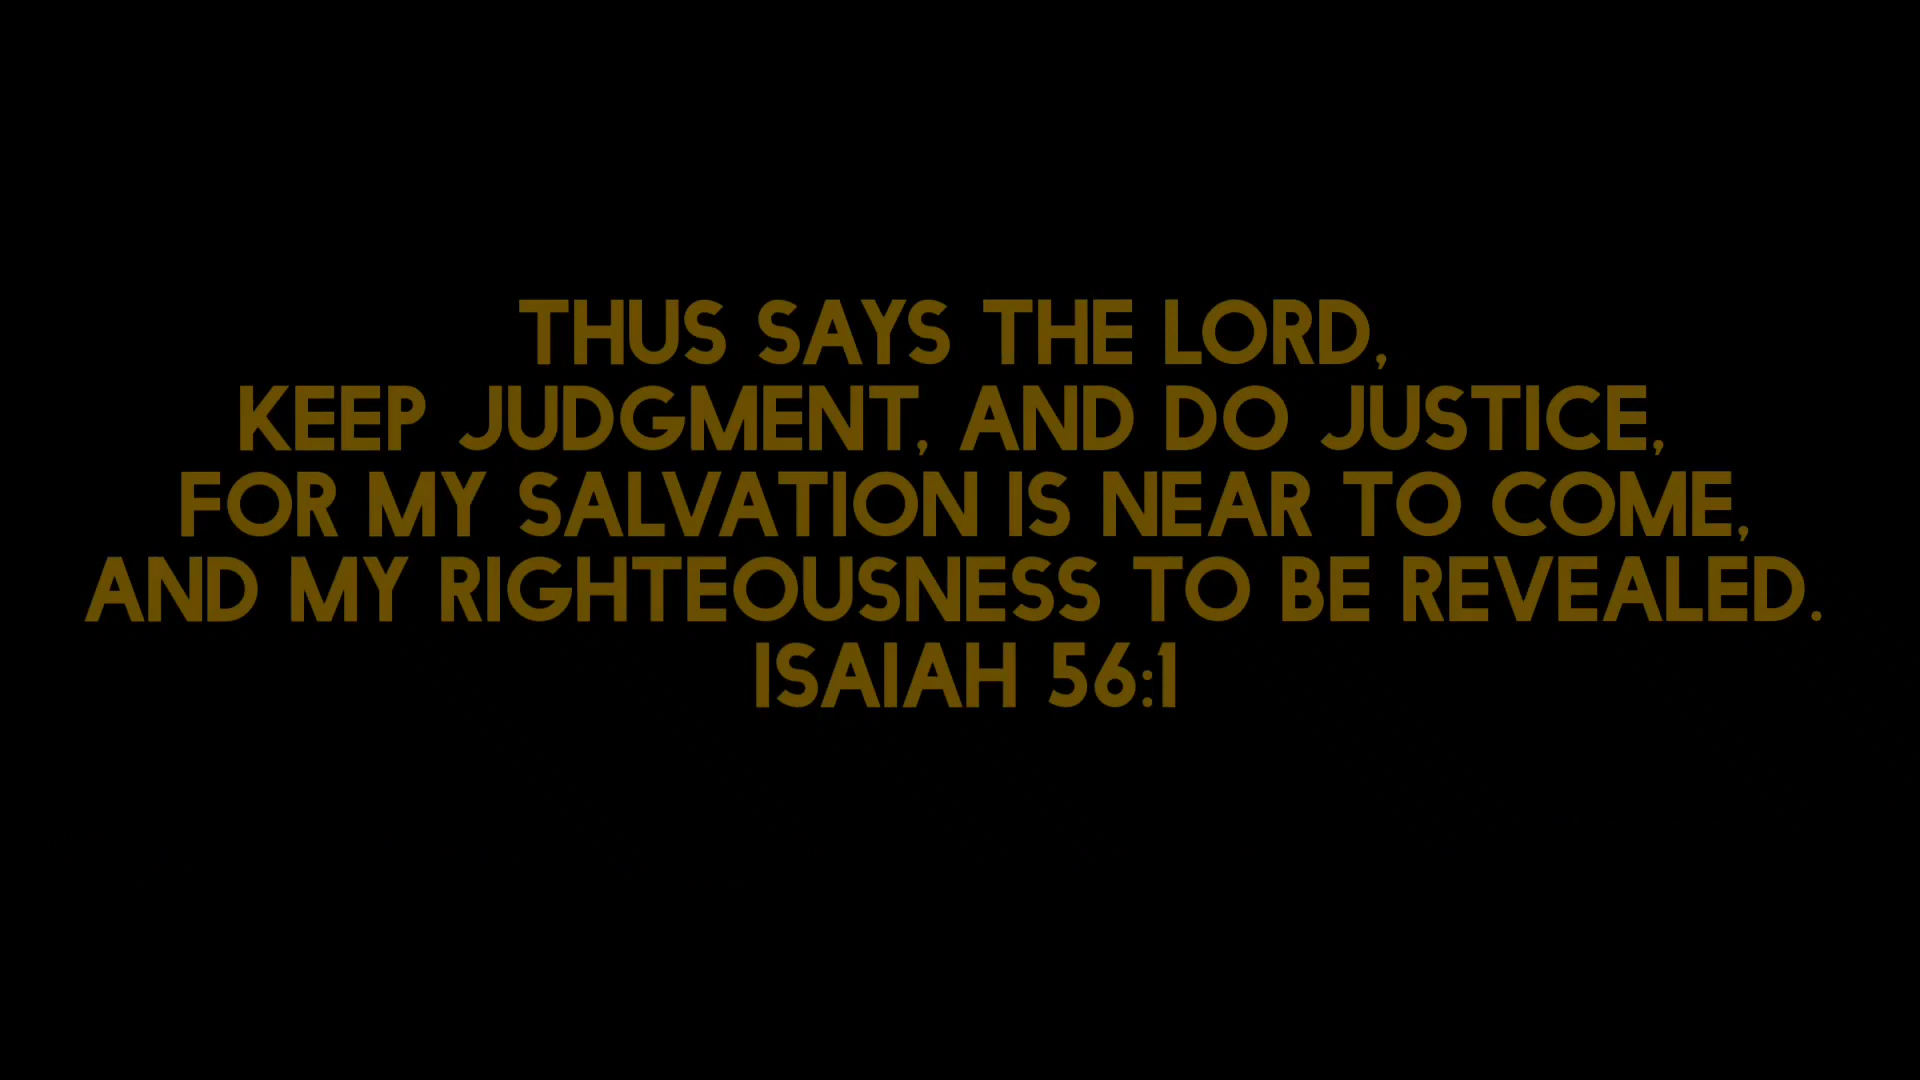 THUS SAYS THE LORD,
KEEP JUDGMENT, AND DO JUSTICE,
FOR MY SALVATION IS NEAR TO COME,
AND MY RIGHTEOUSNESS TO BE REVEALED.
ISAIAH 56:1